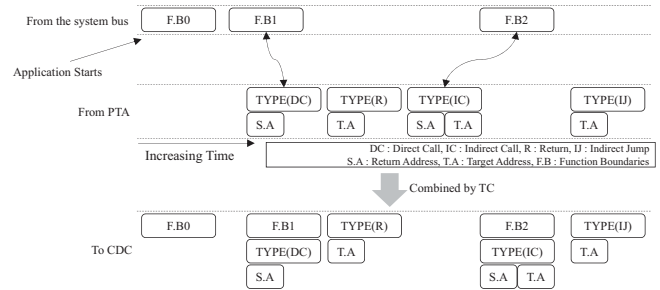 From the system bus
F.B0
F.B1
F.B2
Application Starts
From PTA
TYPE(DC)
TYPE(R)
TYPE(IC)
TYPE(IJ)
S.A
T.A
S.A
T.A
T.A
Increasing Time
DC : Direct Call, IC : Indirect Call, R : Return, IJ : Indirect Jump
S.A : Return Address, T.A : Target Address, F.B : Function Boundaries
Combined by TC
To CDC
F.B0
F.B1
TYPE(R)
F.B2
TYPE(IJ)
TYPE(DC)
T.A
TYPE(IC)
T.A
S.A
S.A
T.A